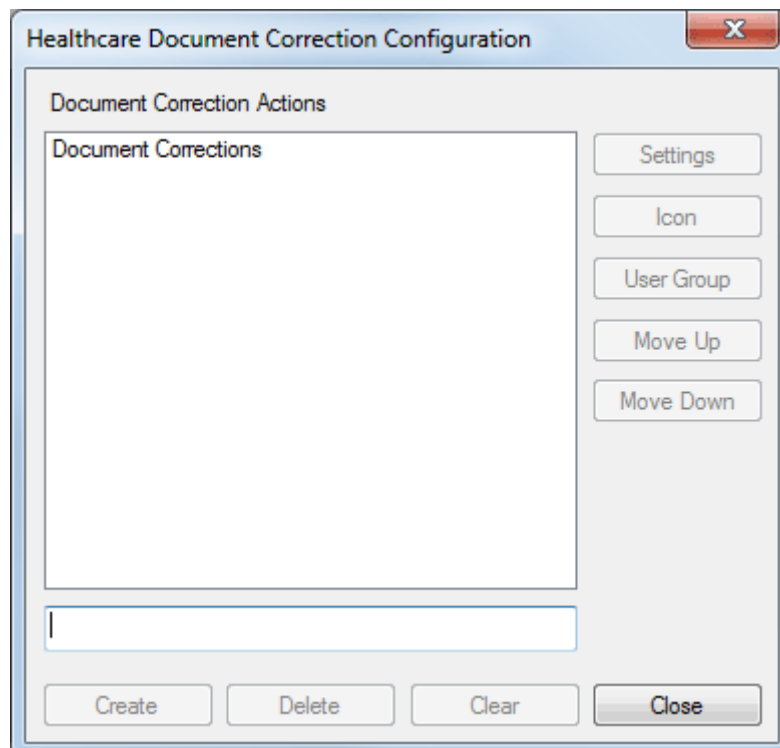 Healthcare Document Correction Configuration
Document Correction Actions
Document Corrections
Settings
Icon
User Group
Move Up
Move Down
Create
Delete
Clear
Close